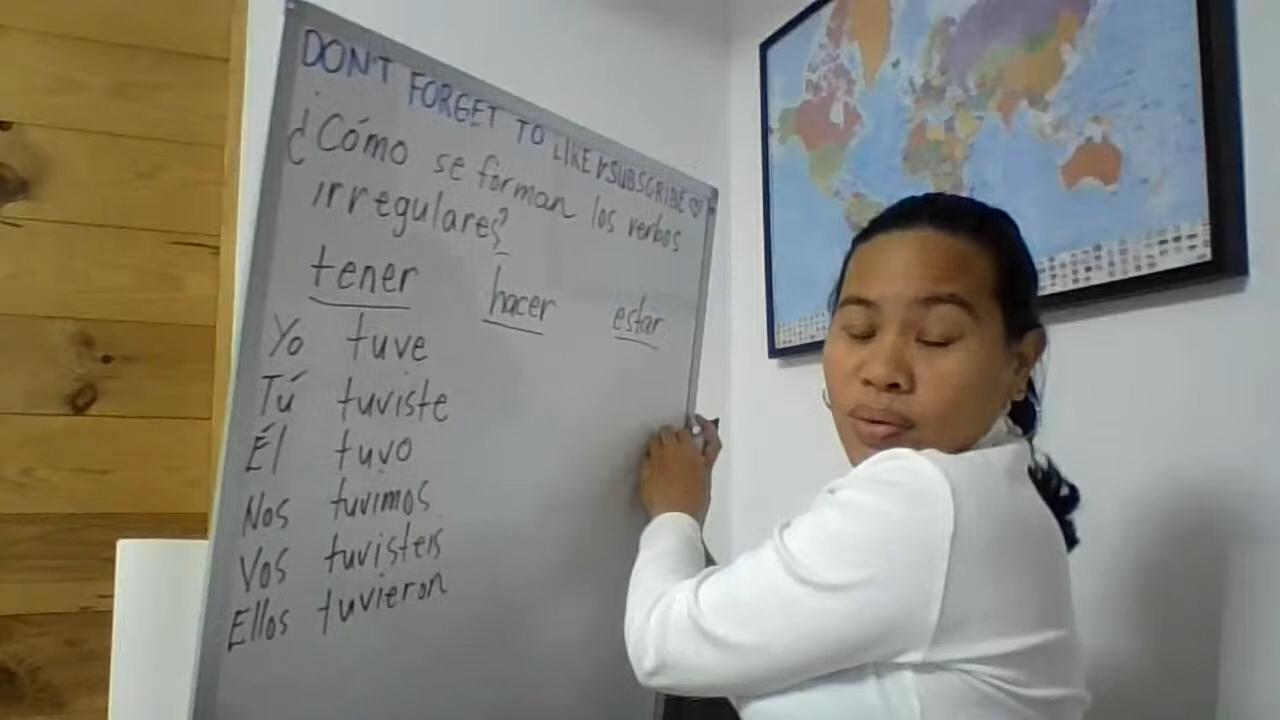 DON'T FORGET TO LIKE & SUBSCRIBE ♡
¿Cómo se forman los verbos
irregulares?
tener hacer estar
Yo tuve
Tú tuviste
Él tuvo
Nos tuvimos
Vos tuvisteis
Ellos tuvieron